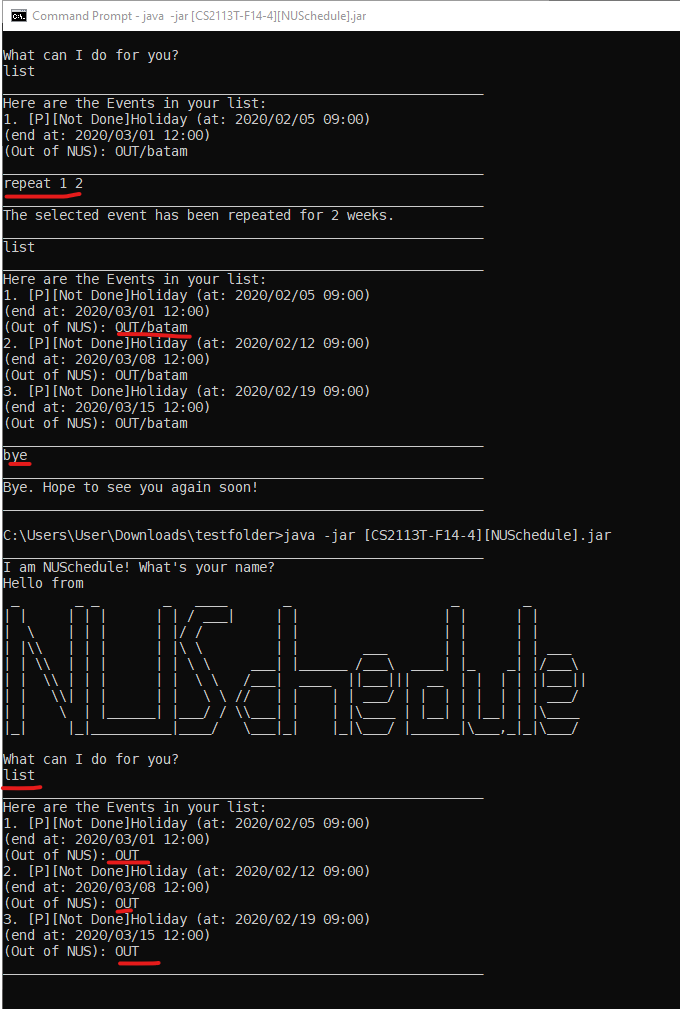 Command Prompt - java -jar [CS2113T-F14-4][NUSchedule].jar
What can I do for you?
list
Here are the Events in your list:
1. [P][Not Done]Holiday (at: 2020/02/05 09:00)
(end at: 2020/03/01 12:00)
(Out of NUS): OUT/batam
repeat 1 2
The selected event has been repeated for 2 weeks.
list
Here are the Events in your list:
1. [P][Not Done]Holiday (at: 2020/02/05 09:00)
(end at: 2020/03/01 12:00)
(Out of NUS): OUT/batam
2. [P][Not Done]Holiday (at: 2020/02/12 09:00)
(end at: 2020/03/08 12:00)
(Out of NUS): OUT/batam
3. [P][Not Done]Holiday (at: 2020/02/19 09:00)
(end at: 2020/03/15 12:00)
(Out of NUS): OUT/batam
bye
Bye. Hope to see you again soon!
C:\Users\User\Downloads\testfolder>java -jar [CS2113T-F14-4][NUSchedule].jar
I am NUSchedule! What's your name?
Hello from
NUSchedule
What can I do for you?
list
Here are the Events in your list:
1. [P][Not Done]Holiday (at: 2020/02/05 09:00)
(end at: 2020/03/01 12:00)
(Out of NUS): OUT
2. [P][Not Done]Holiday (at: 2020/02/12 09:00)
(end at: 2020/03/08 12:00)
(Out of NUS): OUT
3. [P][Not Done]Holiday (at: 2020/02/19 09:00)
(end at: 2020/03/15 12:00)
(Out of NUS): OUT